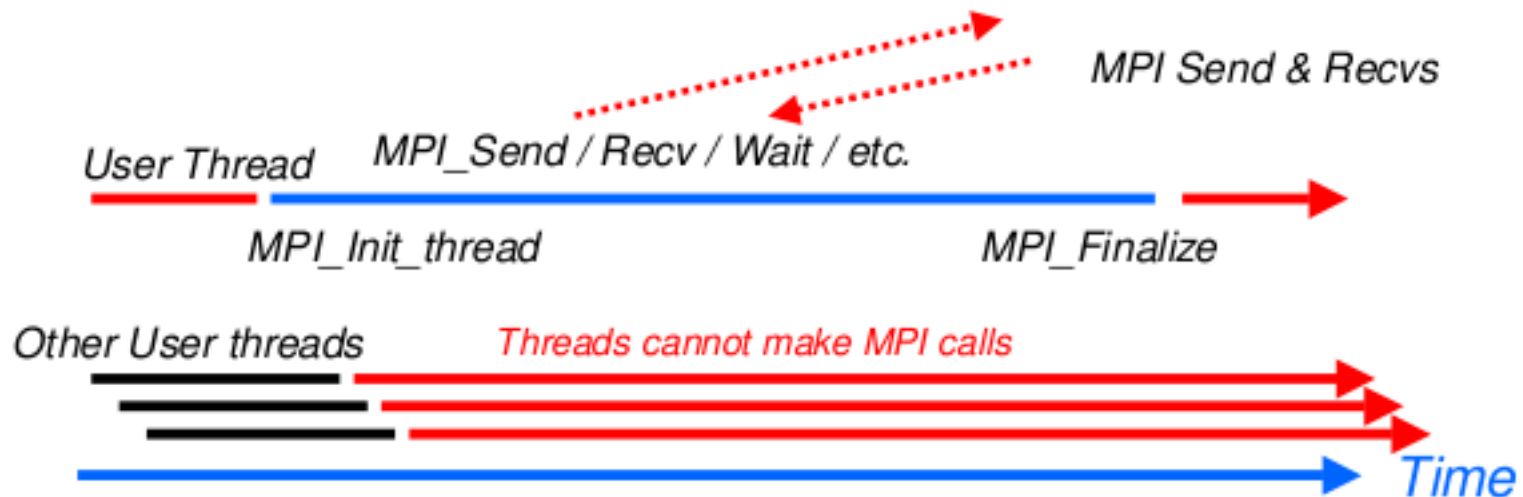 MPI Send & Recvs
User Thread
MPI_Send / Recv / Wait / etc.
MPI_Init_thread
MPI_Finalize
Other User threads
Threads cannot make MPI calls
Time